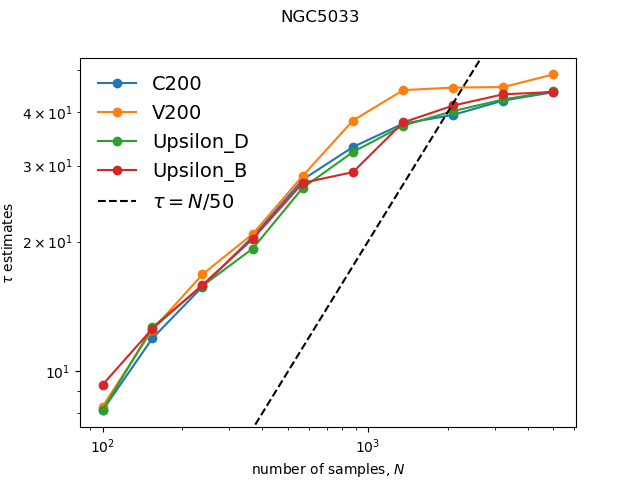 NGC5033
C200
V200
Upsilon_D
Upsilon_B
τ = N/50
4 × 10¹
3 × 10¹
2 × 10¹
10¹
τ estimates
10²
10³
number of samples, N